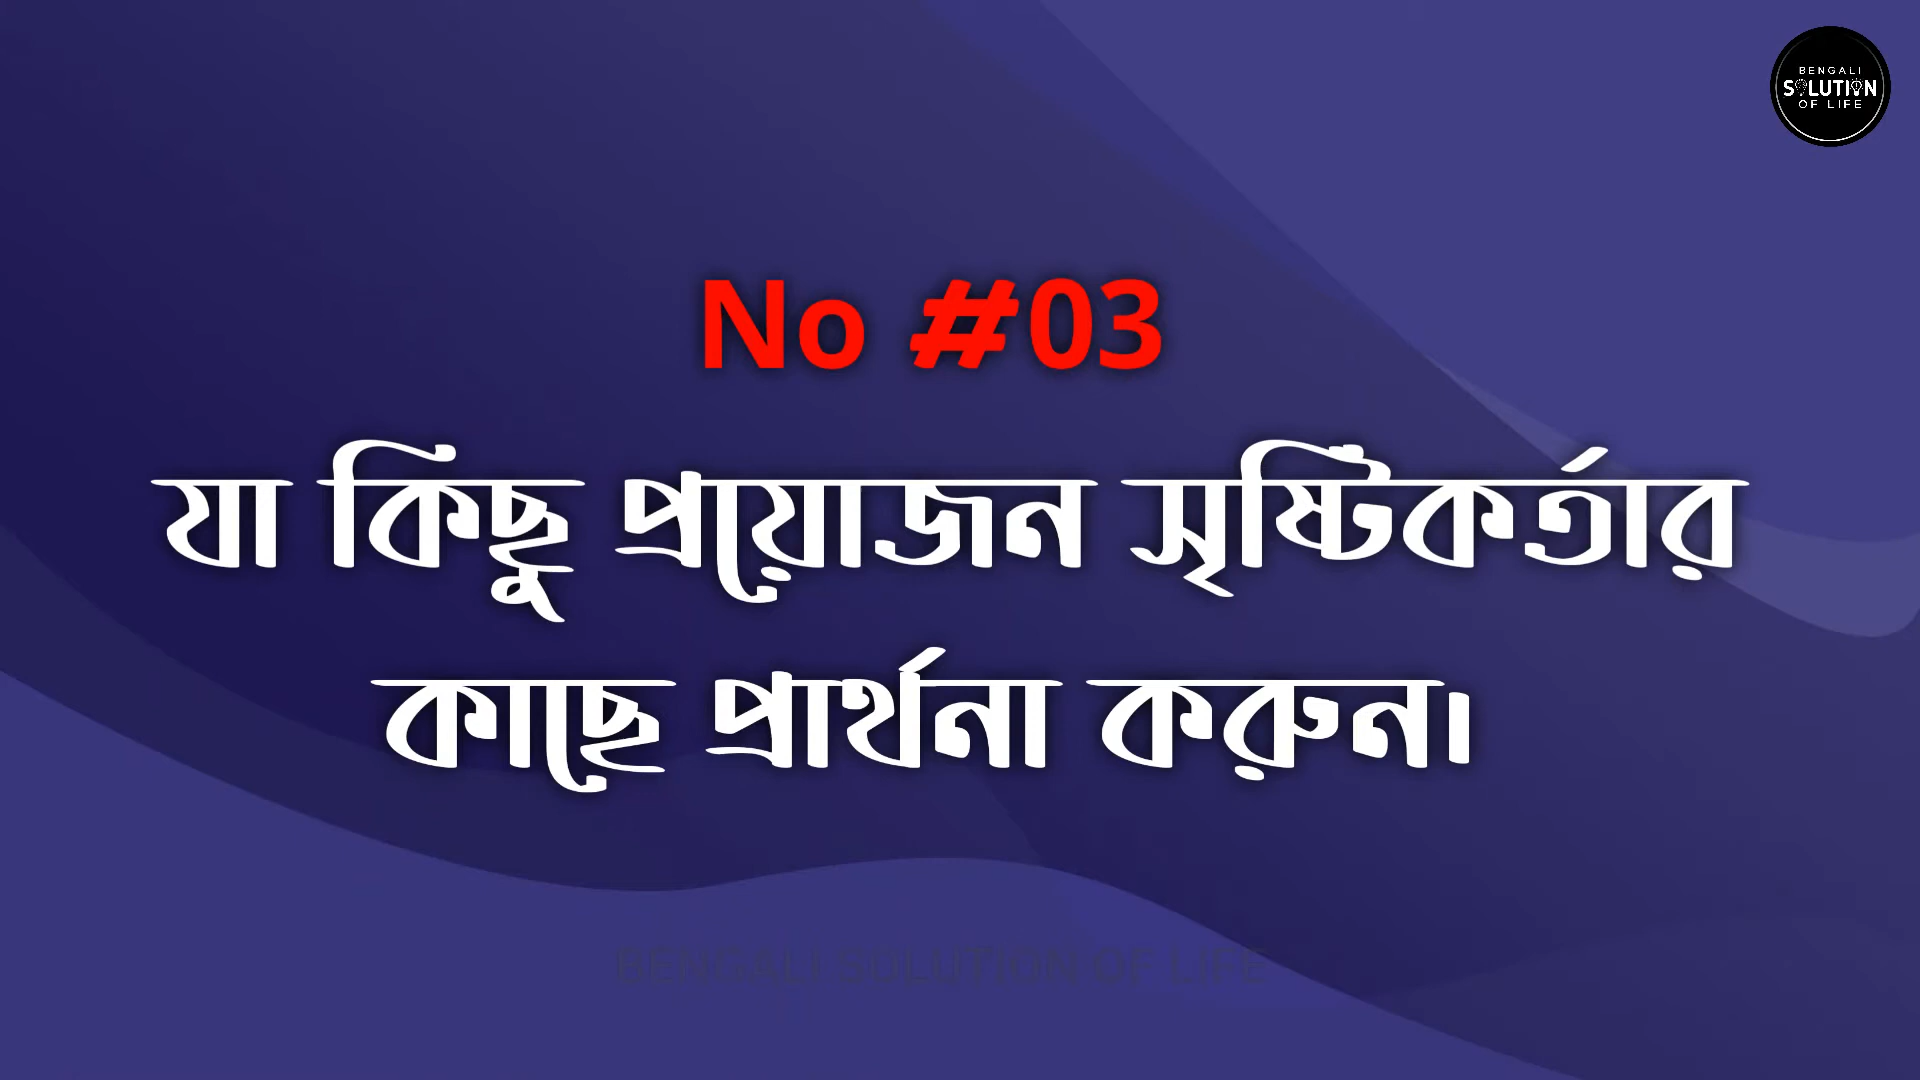 BENGALI
SOLUTION
OF LIFE
No #03
যা কিছু প্রয়োজন সৃষ্টিকর্তার
কাছে প্রার্থনা করুন।
BENGALI SOLUTION OF LIFE